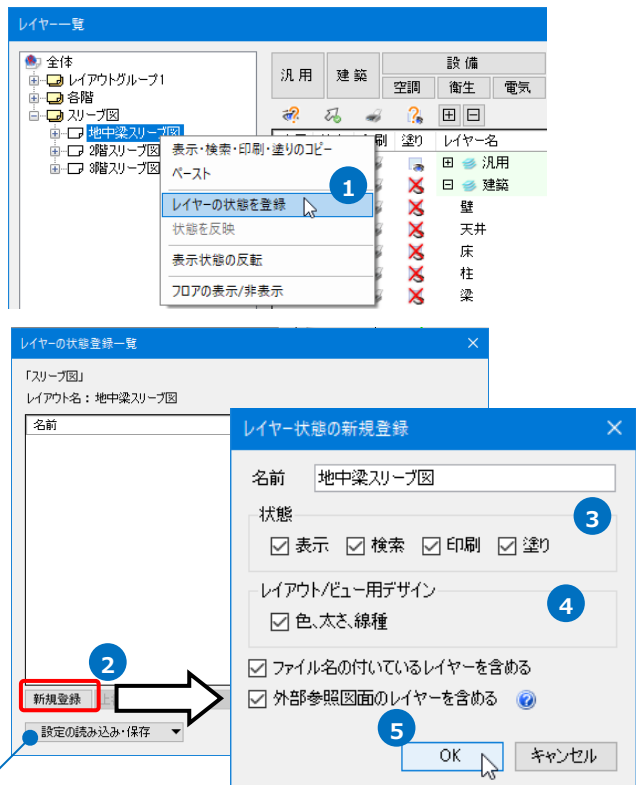 レイヤー一覧
全体
レイアウトグループ1
各階
スリーブ図
地中梁スリーブ図
2階スリーブ図
3階スリーブ図
汎用 建築 設備
空調 衛生 電気
塗り レイヤー名
汎用
建築
壁
天井
床
柱
梁
表示・検索・印刷・塗りのコピー
ペースト
1
レイヤーの状態を登録
状態を反映
表示状態の反転
フロアの表示/非表示
レイヤーの状態登録一覧
「スリーブ図」
レイアウト名：地中梁スリーブ図
名前
2
新規登録
設定の読み込み・保存
レイヤー状態の新規登録
名前 地中梁スリーブ図
状態
3
表示 検索 印刷 塗り
レイアウト/ビュー用デザイン
4
色、太さ、線種
ファイル名の付いているレイヤーを含める
外部参照図面のレイヤーを含める
5
OK キャンセル